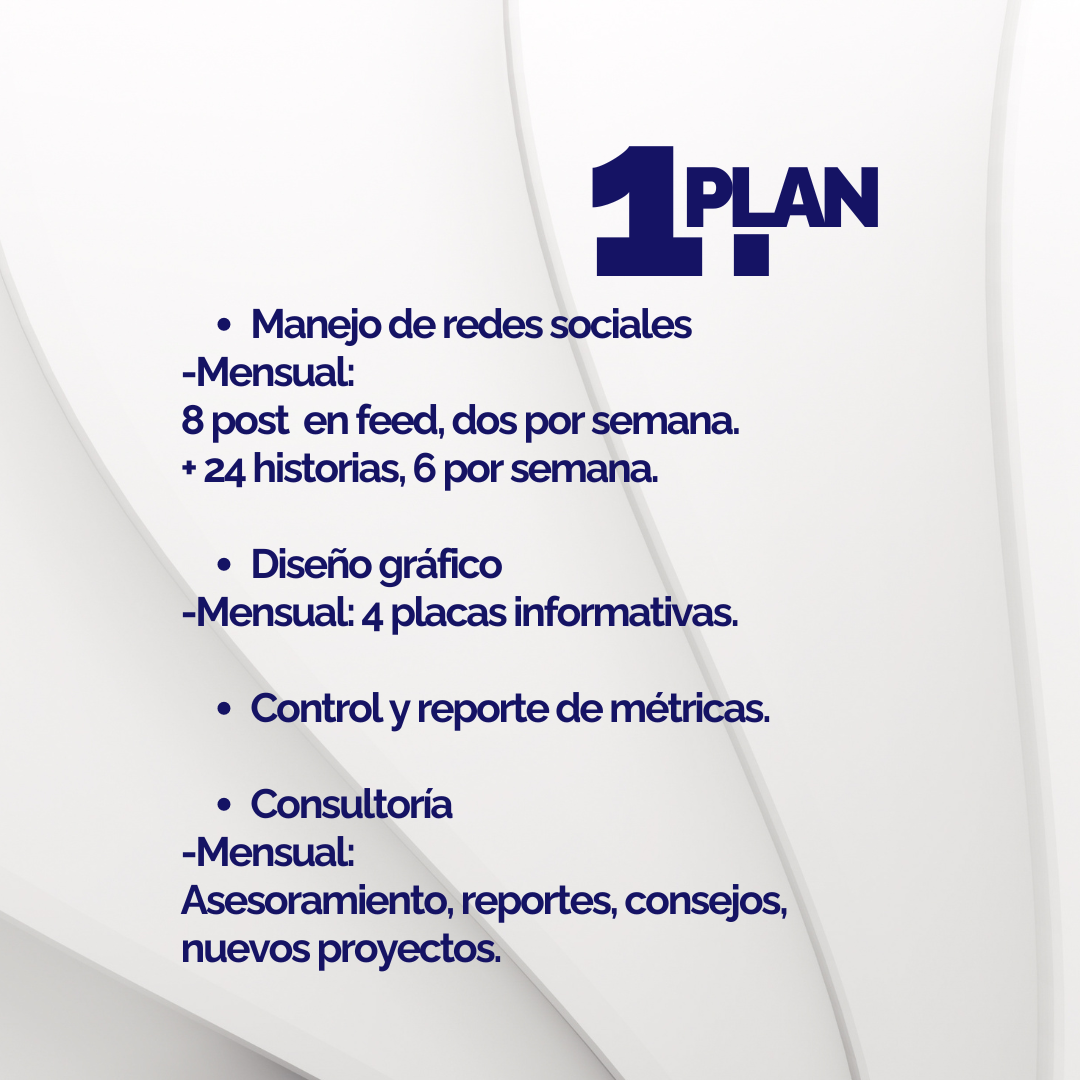 1 PLAN
• Manejo de redes sociales
-Mensual:
8 post en feed, dos por semana.
+ 24 historias, 6 por semana.
• Diseño gráfico
-Mensual: 4 placas informativas.
• Control y reporte de métricas.
• Consultoría
-Mensual:
Asesoramiento, reportes, consejos,
nuevos proyectos.